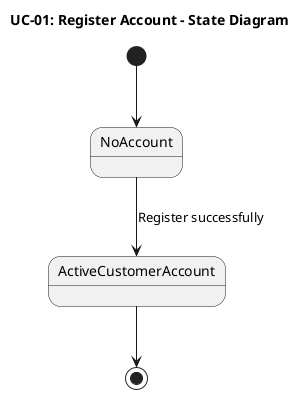 UC-01: Register Account - State Diagram
NoAccount
Register successfully
ActiveCustomerAccount